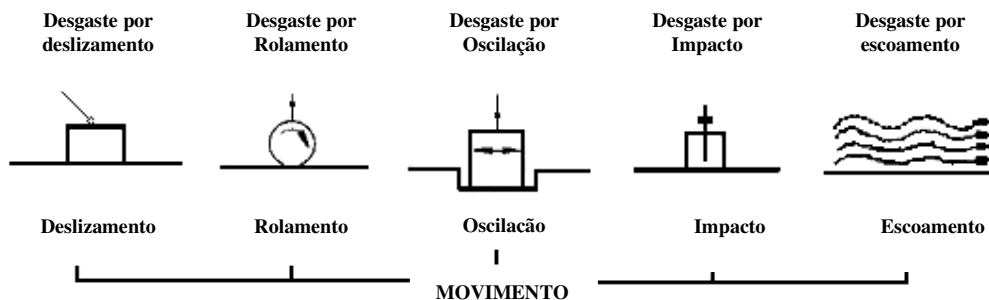 Desgaste por
deslizamento
Desgaste por
Rolamento
Desgaste por
Oscilação
Desgaste por
Impacto
Desgaste por
escoamento
Deslizamento
Rolamento
Oscilação
Impacto
Escoamento
MOVIMENTO